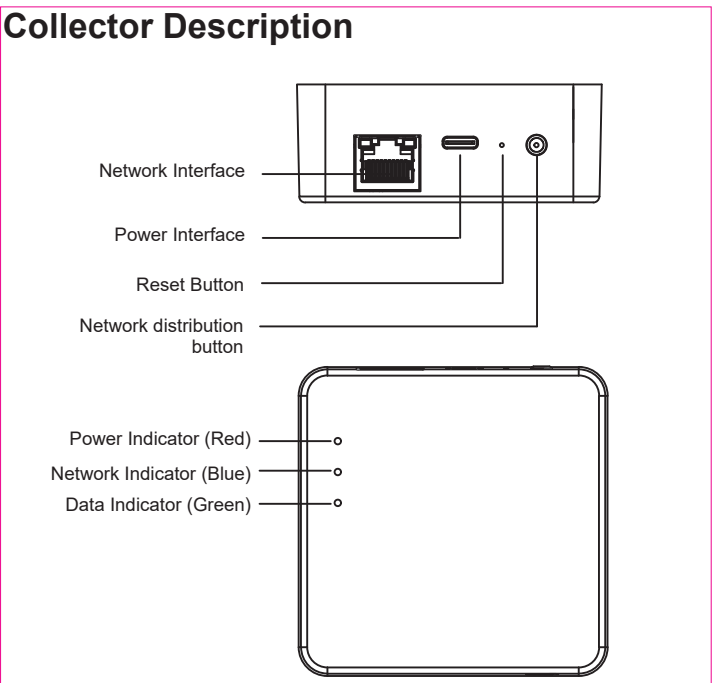 Collector Description
Network Interface
Power Interface
Reset Button
Network distribution
button
Power Indicator (Red)
Network Indicator (Blue)
Data Indicator (Green)